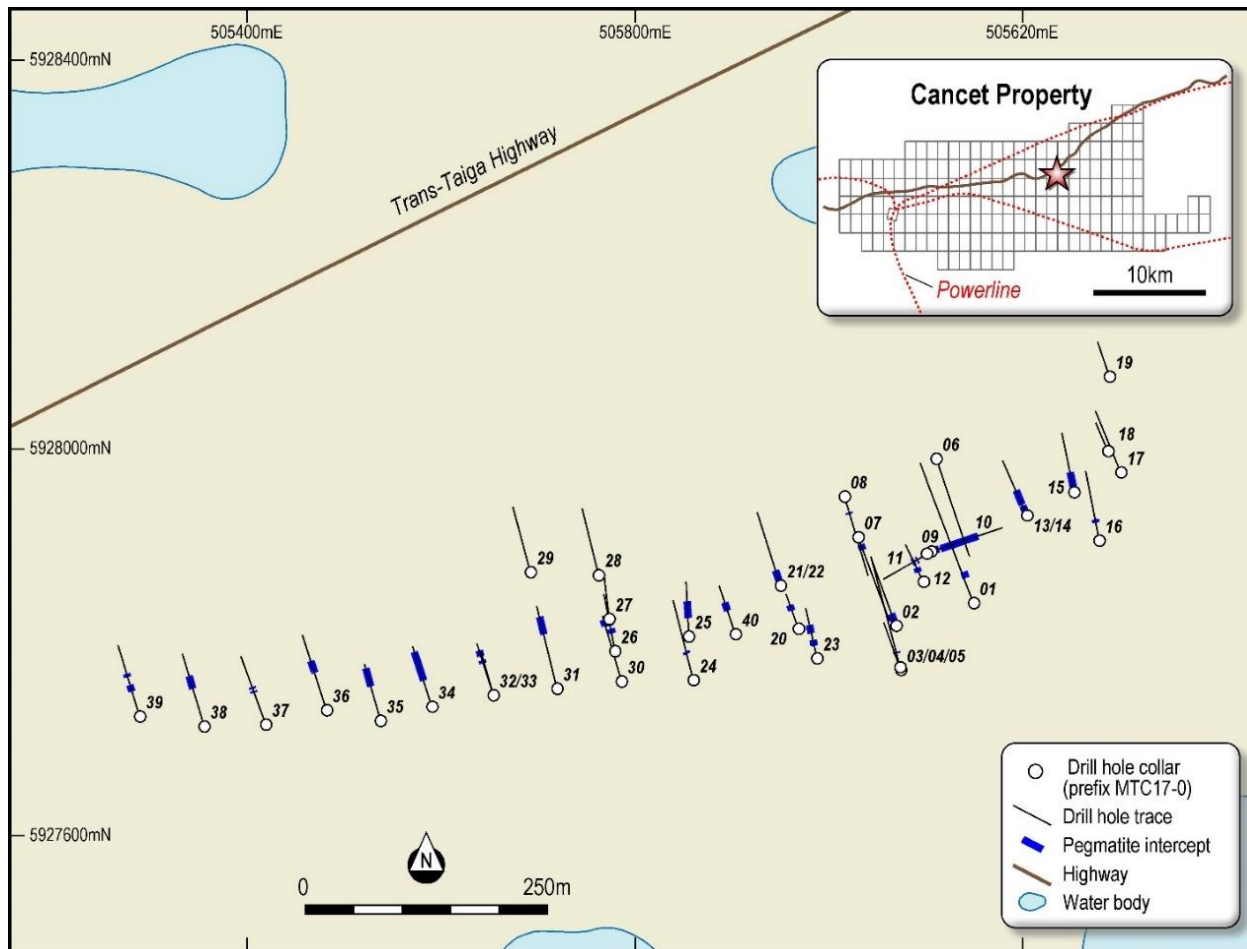 505400mE
505800mE
505620mE
5928400mN
Cancet Property
Powerline
10km
Trans-Taiga Highway
19
5928000mN
06
18
17
08
15
07
09
10
13/14
16
11
29
28
21/22
12
01
27
25
40
02
26
20
23
03/04/05
39
38
37
36
35
34
32/33
31
30
24
Drill hole collar
(prefix MTC17-0)
Drill hole trace
Pegmatite intercept
Highway
Water body
5927600mN
N
0
250m